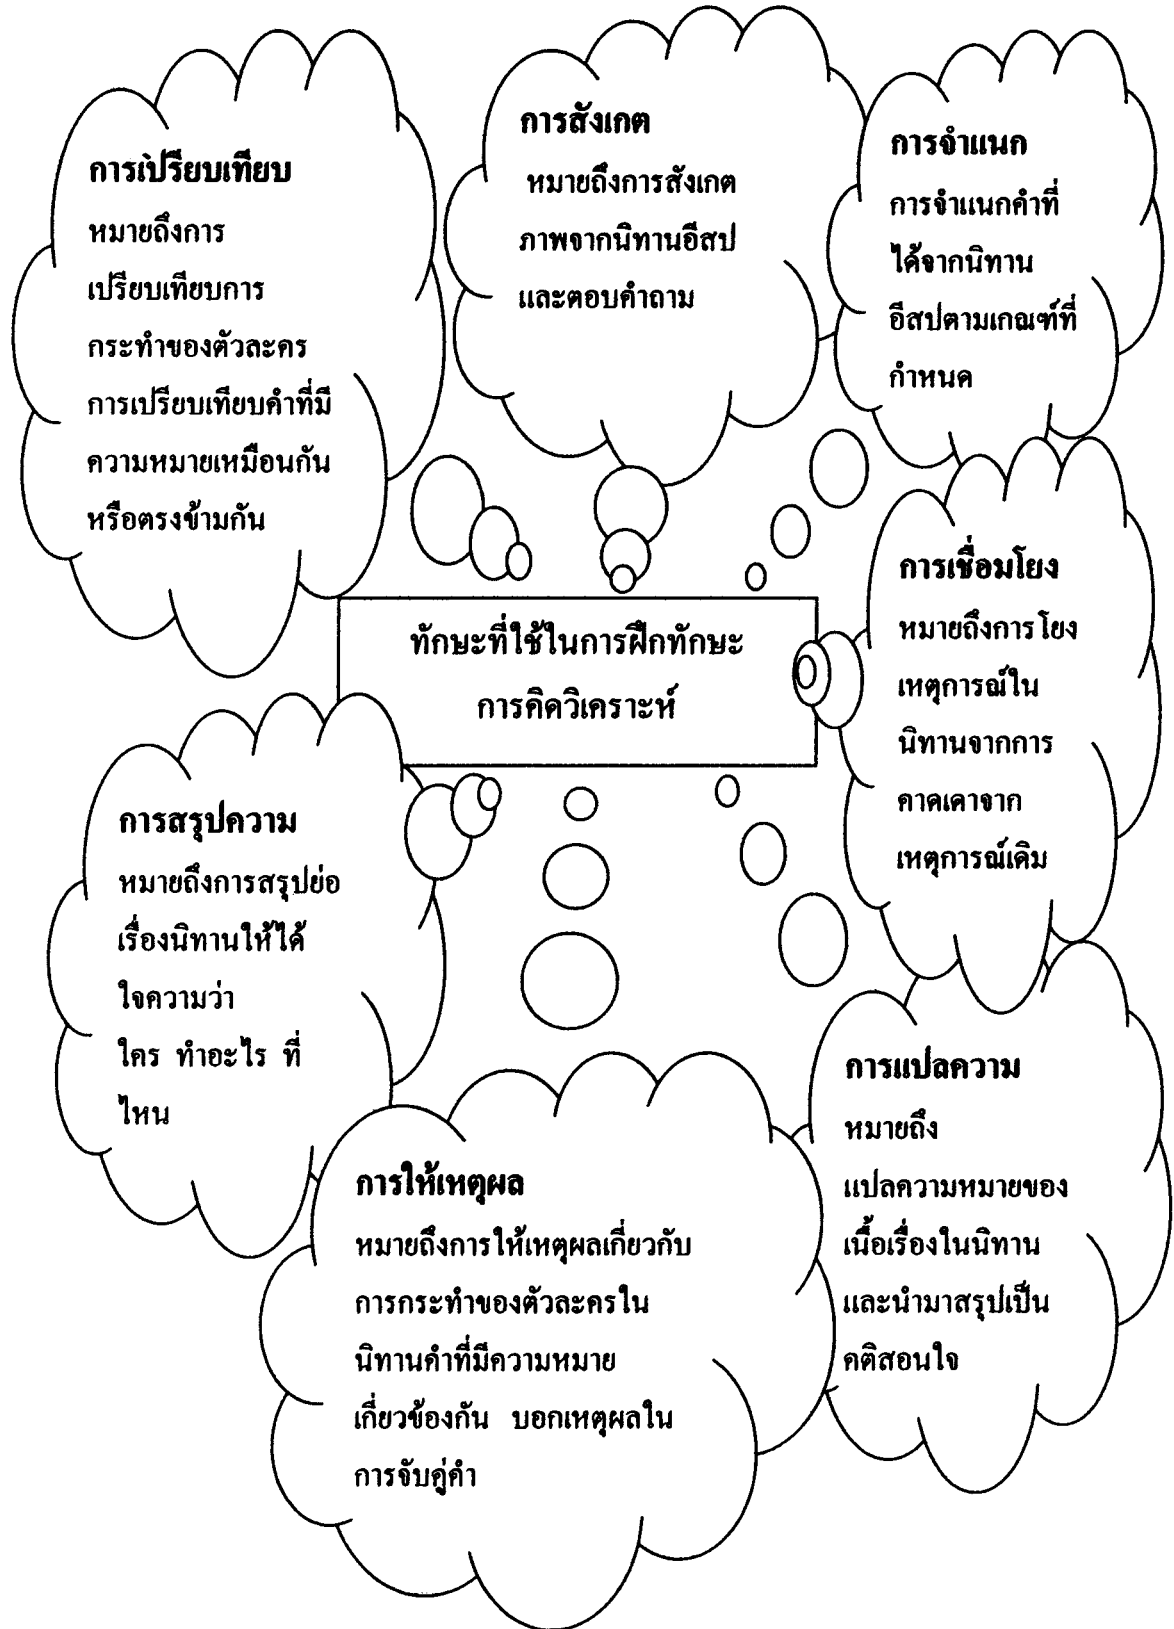 การเปรียบเทียบ
หมายถึงการ
เปรียบเทียบการ
กระทำของตัวละคร
การเปรียบเทียบคำที่มี
ความหมายเหมือนกัน
หรือตรงข้ามกัน
การสังเกต
หมายถึงการสังเกต
ภาพจากนิทานอีสป
และตอบคำถาม
การจำแนก
การจำแนกคำที่
ได้จากนิทาน
อีสปตามเกณฑ์ที่
กำหนด
ทักษะที่ใช้ในการฝึกทักษะ
การคิดวิเคราะห์
การเชื่อมโยง
หมายถึงการโยง
เหตุการณ์ใน
นิทานจากการ
คาดเดาจาก
เหตุการณ์เดิม
การสรุปความ
หมายถึงการสรุปย่อ
เรื่องนิทานให้ได้
ใจความว่า
ใคร ทำอะไร ที่
ไหน
การให้เหตุผล
หมายถึงการให้เหตุผลเกี่ยวกับ
การกระทำของตัวละครใน
นิทานคำที่มีความหมาย
เกี่ยวข้องกัน บอกเหตุผลใน
การจับคู่คำ
การแปลความ
หมายถึง
แปลความหมายของ
เนื้อเรื่องในนิทาน
และนำมาสรุปเป็น
คติสอนใจ